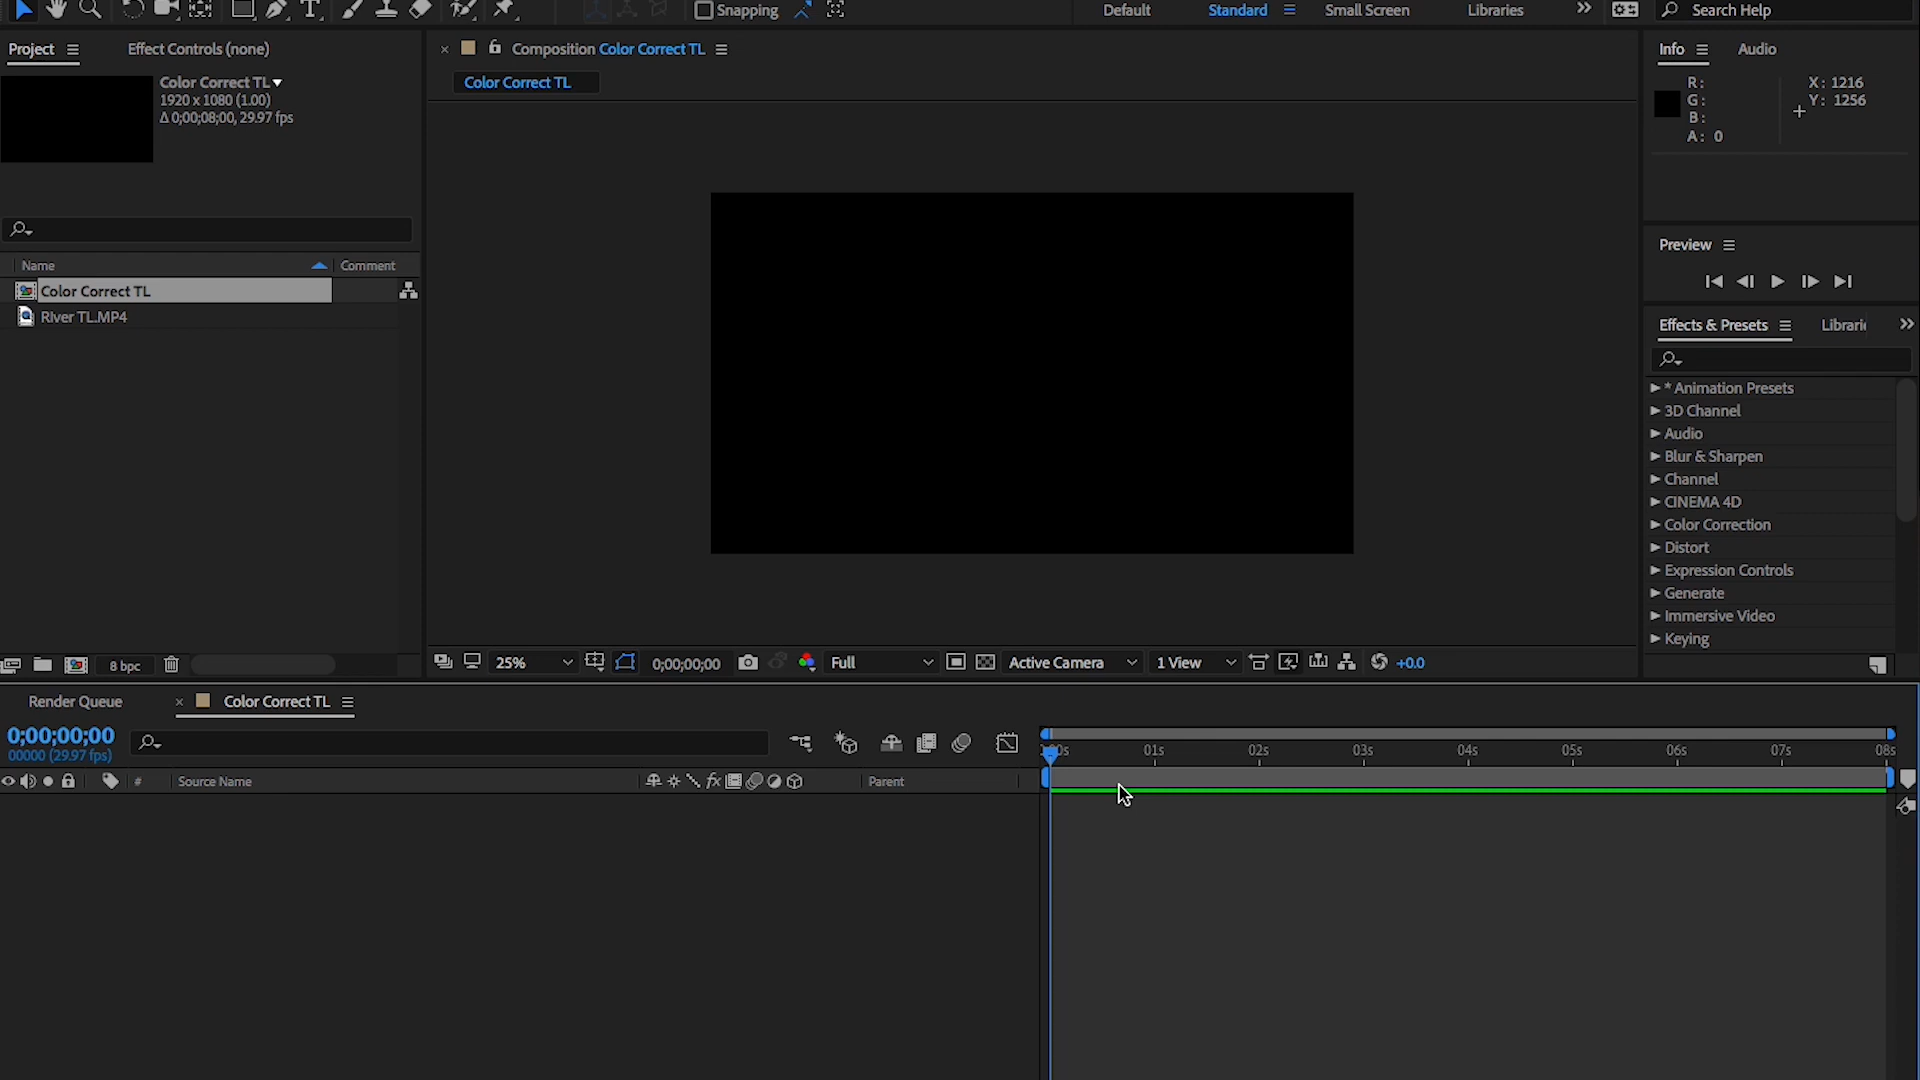 Snapping
Default
Standard
Small Screen
Libraries
Search Help
Project
Effect Controls (none)
Composition Color Correct TL
Info
Audio
Color Correct TL
1920 x 1080 (1.00)
Δ 0;00;08;00, 29.97 fps
Color Correct TL
R:
G:
B:
A: 0
X: 1216
Y: 1256
Preview
Name
Comment
Color Correct TL
RIver TL.MP4
Effects & Presets
Librari
* Animation Presets
3D Channel
Audio
Blur & Sharpen
Channel
CINEMA 4D
Color Correction
Distort
Expression Controls
Generate
Immersive Video
Keying
8 bpc
25%
0;00;00;00
Full
Active Camera
1 View
+0.0
Render Queue
Color Correct TL
0;00;00;00
00000 (29.97 fps)
01s
02s
03s
04s
05s
06s
07s
08s
#
Source Name
fx
Parent